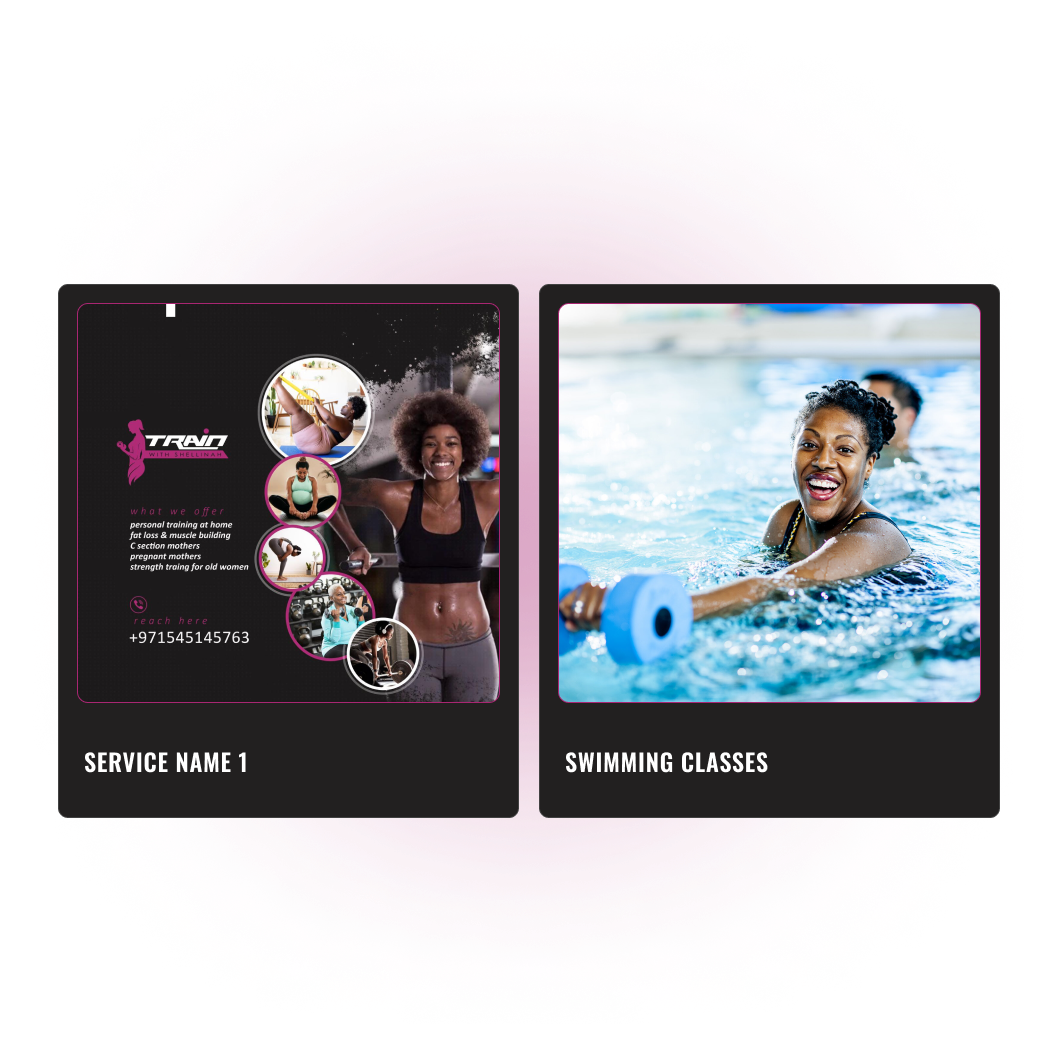 TRAIN
WITH SHELLINAH
what we offer
personal training at home
fat loss & muscle building
C section mothers
pregnant mothers
strength traing for old women
reach here
+971545145763
SERVICE NAME 1
SWIMMING CLASSES